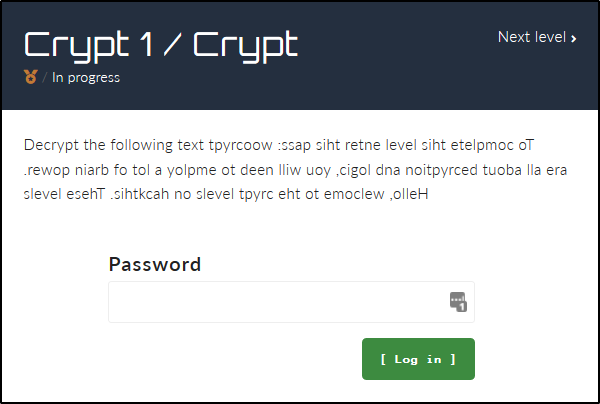 Crypt 1 / Crypt
Next level
/ In progress
Decrypt the following text tpyrcoow :ssap siht retne level siht etelpmoc oT
.rewop niarb fo tol a yolpme ot deen lliw uoy ,cigol dna noitpyrced tuoba lla era
slevel esehT .sihtkcah no slevel tpyrc eht ot emoclew ,olleH
Password
1
[ Log in ]